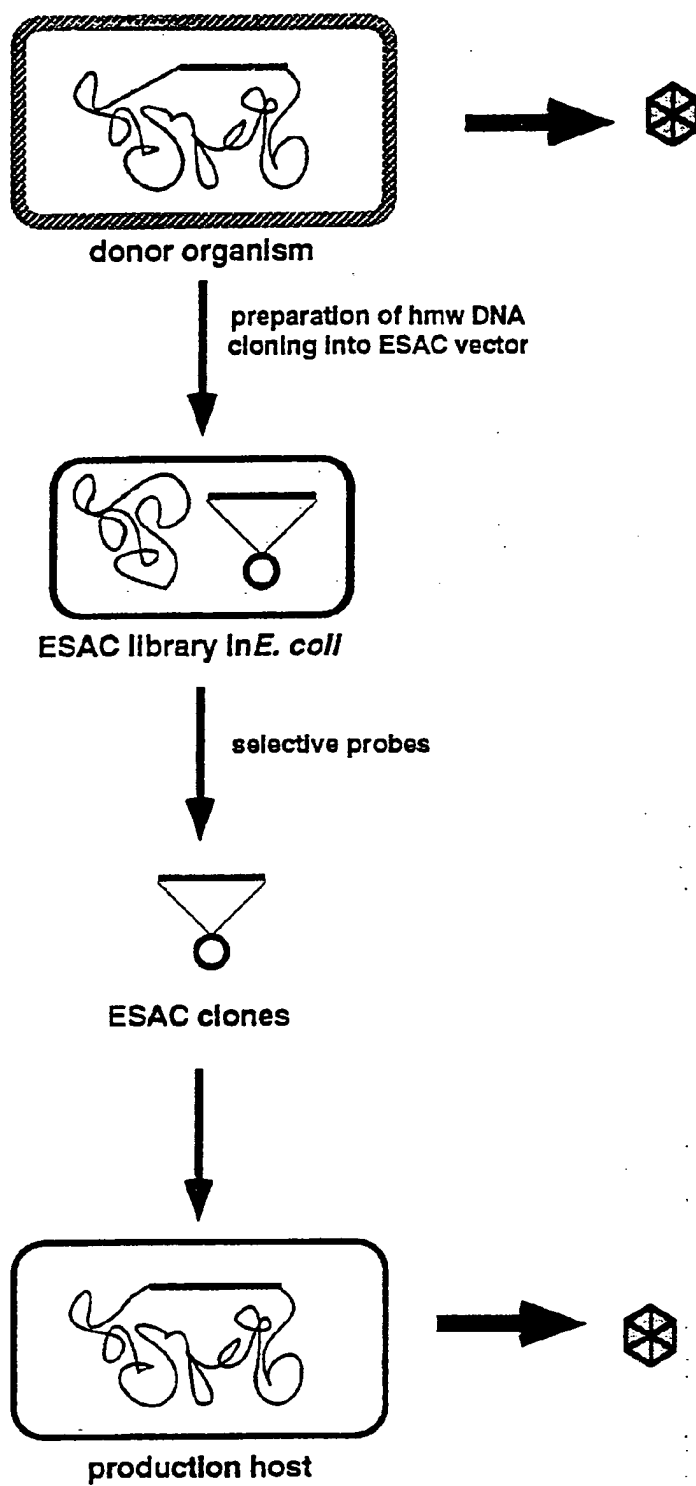 donor organism
preparation of hmw DNA
cloning into ESAC vector
ESAC library in E. coli
selective probes
ESAC clones
production host